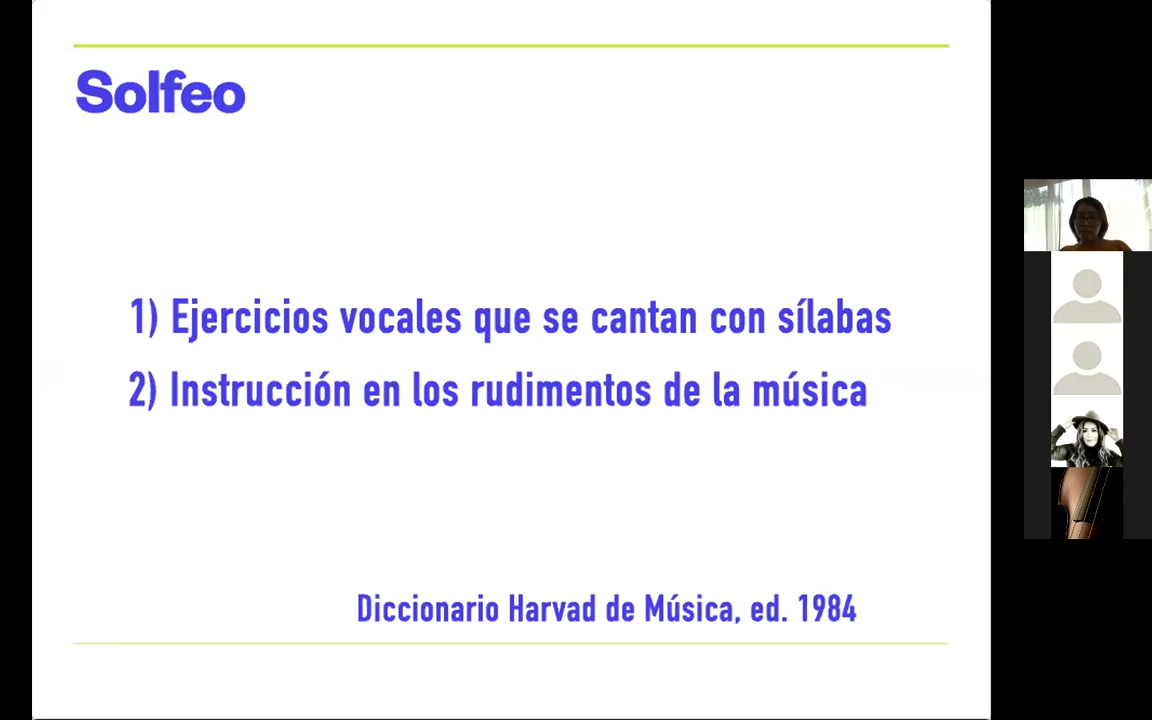 Solfeo
1) Ejercicios vocales que se cantan con sílabas
2) Instrucción en los rudimentos de la música
Diccionario Harvad de Música, ed. 1984